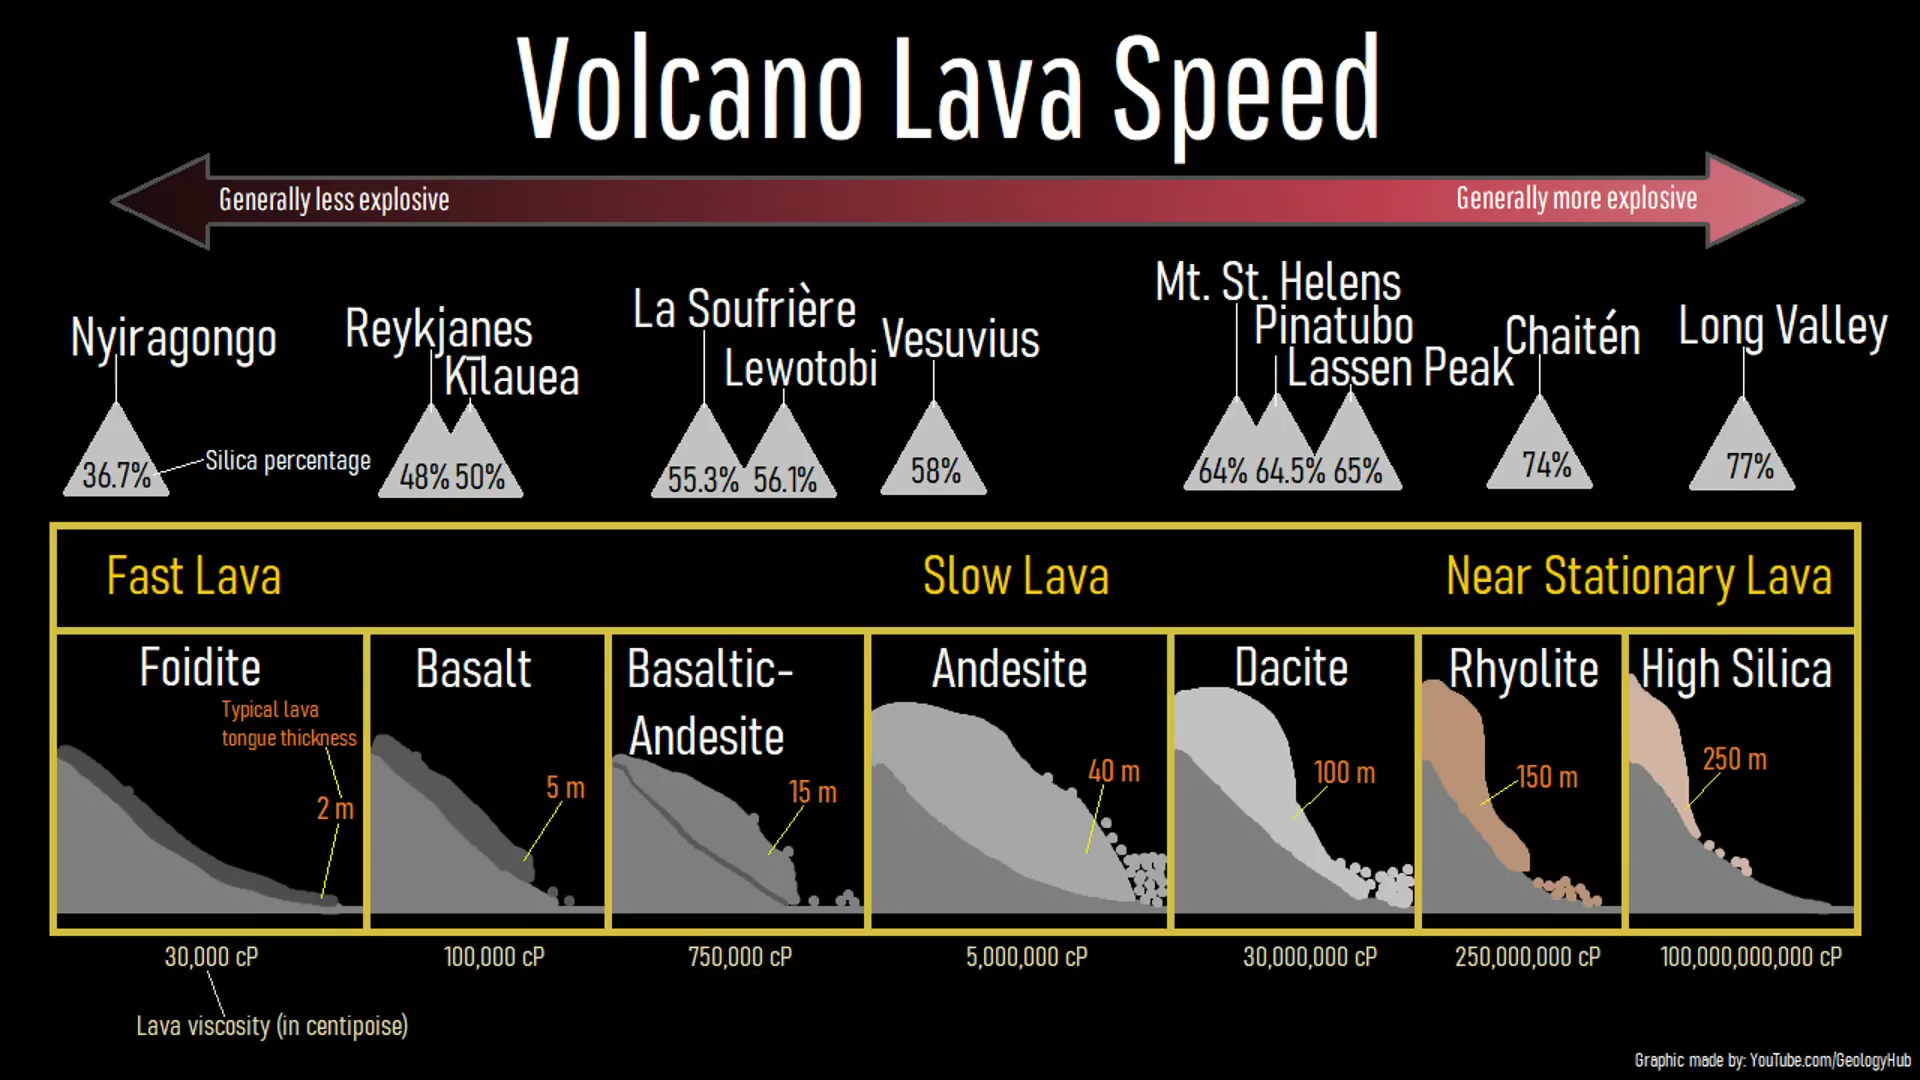 Volcano Lava Speed
Generally less explosive
Generally more explosive
Nyiragongo
Reykjanes
Kīlauea
La Soufrière
Lewotobi
Vesuvius
Mt. St. Helens
Pinatubo
Lassen Peak
Chaitén
Long Valley
36.7%
Silica percentage
48% 50%
55.3% 56.1%
58%
64% 64.5% 65%
74%
77%
Fast Lava
Slow Lava
Near Stationary Lava
Foidite
Typical lava
tongue thickness
2 m
Basalt
5 m
Basaltic-
Andesite
15 m
Andesite
40 m
Dacite
100 m
Rhyolite
150 m
High Silica
250 m
30,000 cP
100,000 cP
750,000 cP
5,000,000 cP
30,000,000 cP
250,000,000 cP
100,000,000,000 cP
Lava viscosity (in centipoise)
Graphic made by: YouTube.com/GeologyHub